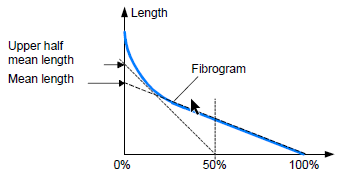 Length
Upper half
mean length
Mean length
Fibrogram
0%
50%
100%